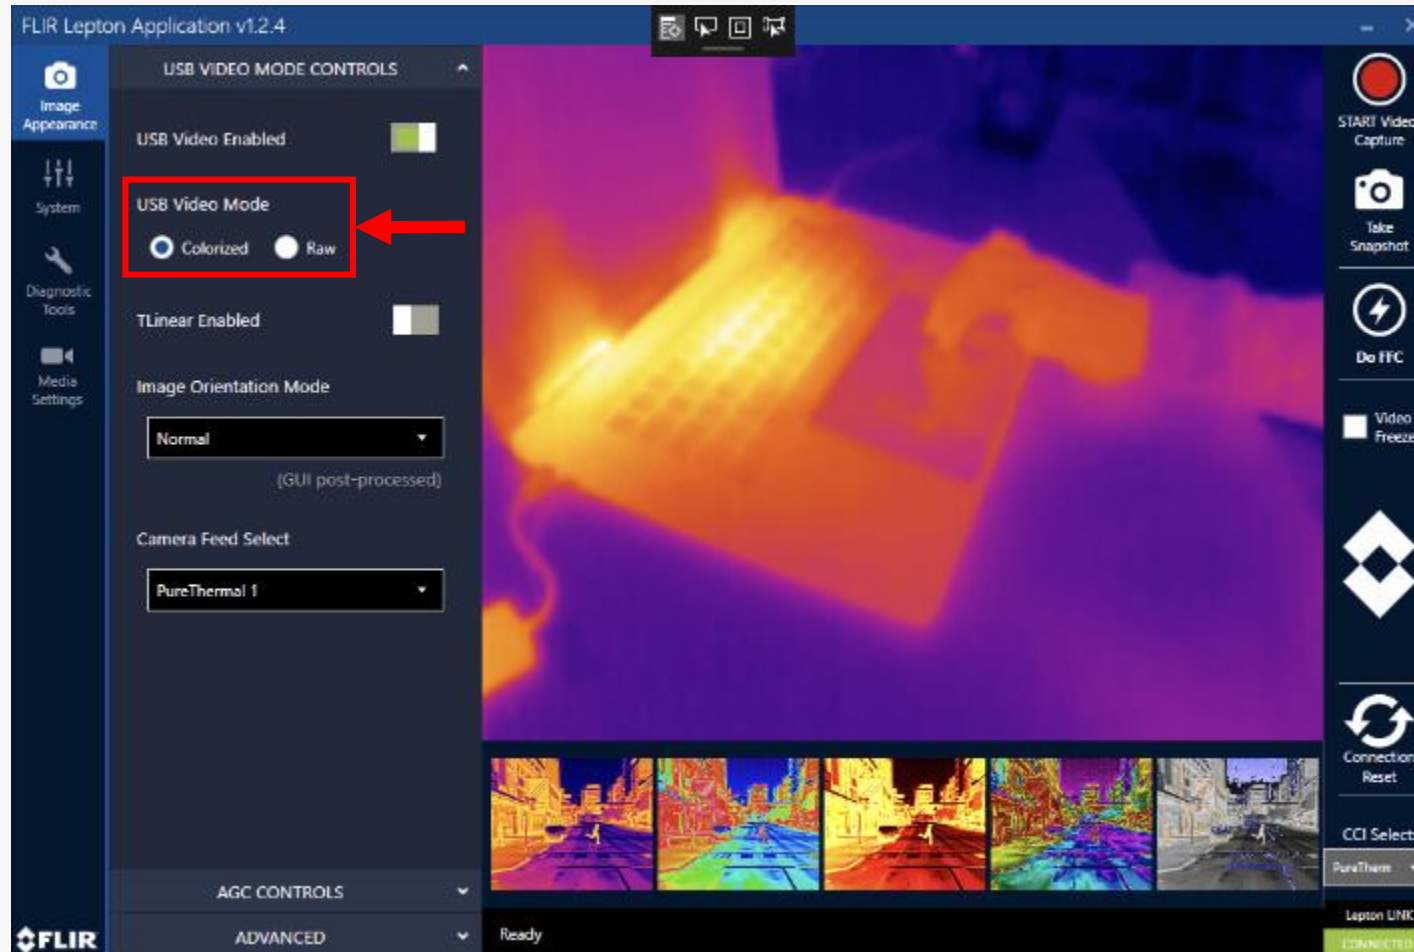 FLIR Lepton Application v1.2.4
Image
Appearance
System
Diagnostic
Tools
Media
Settings
FLIR
USB VIDEO MODE CONTROLS
USB Video Enabled
USB Video Mode
Colorized Raw
TLinear Enabled
Image Orientation Mode
Normal
(GUI post-processed)
Camera Feed Select
PureThermal 1
AGC CONTROLS
ADVANCED
Ready
START Video
Capture
Take
Snapshot
Do FFC
Video
Freeze
Connection
Reset
CCI Select
PureTherm
Lepton LINK
CONNECTED